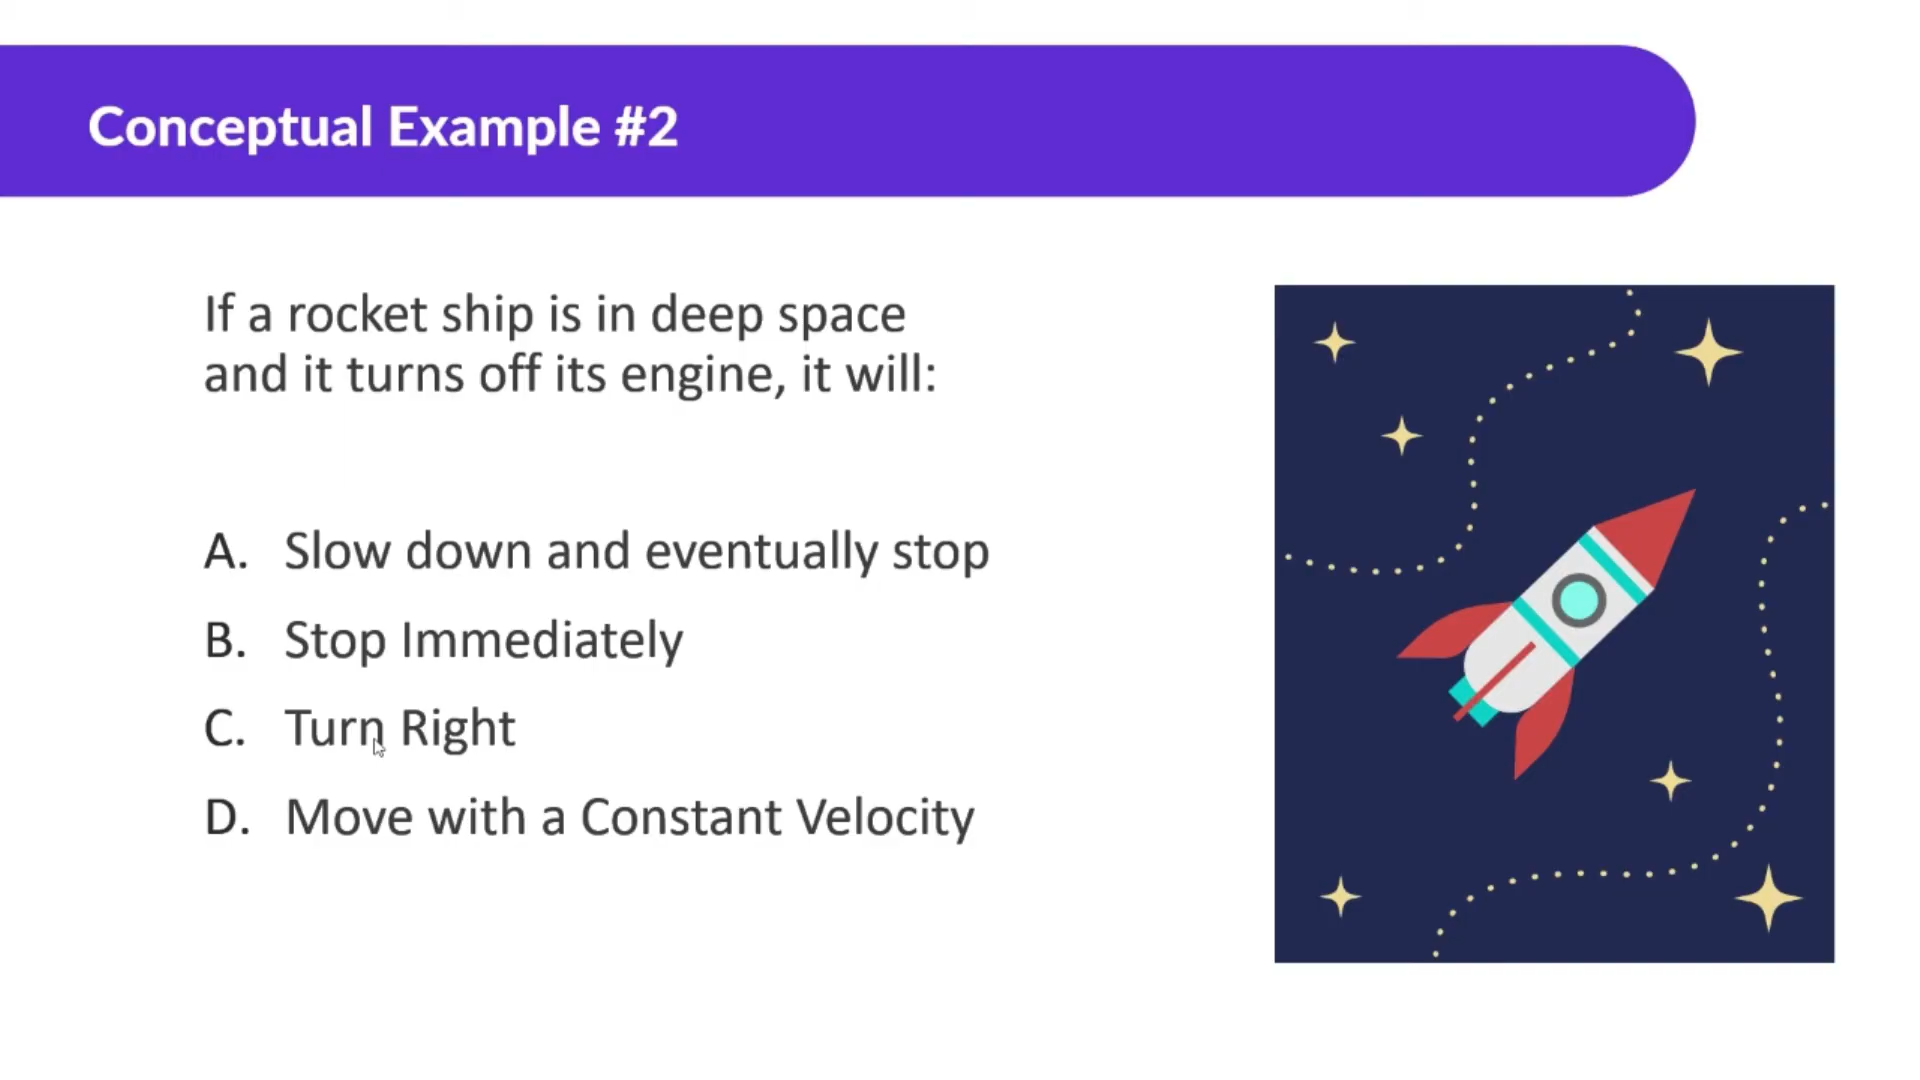 Conceptual Example #2
If a rocket ship is in deep space
and it turns off its engine, it will:
A. Slow down and eventually stop
B. Stop Immediately
C. Turn Right
D. Move with a Constant Velocity